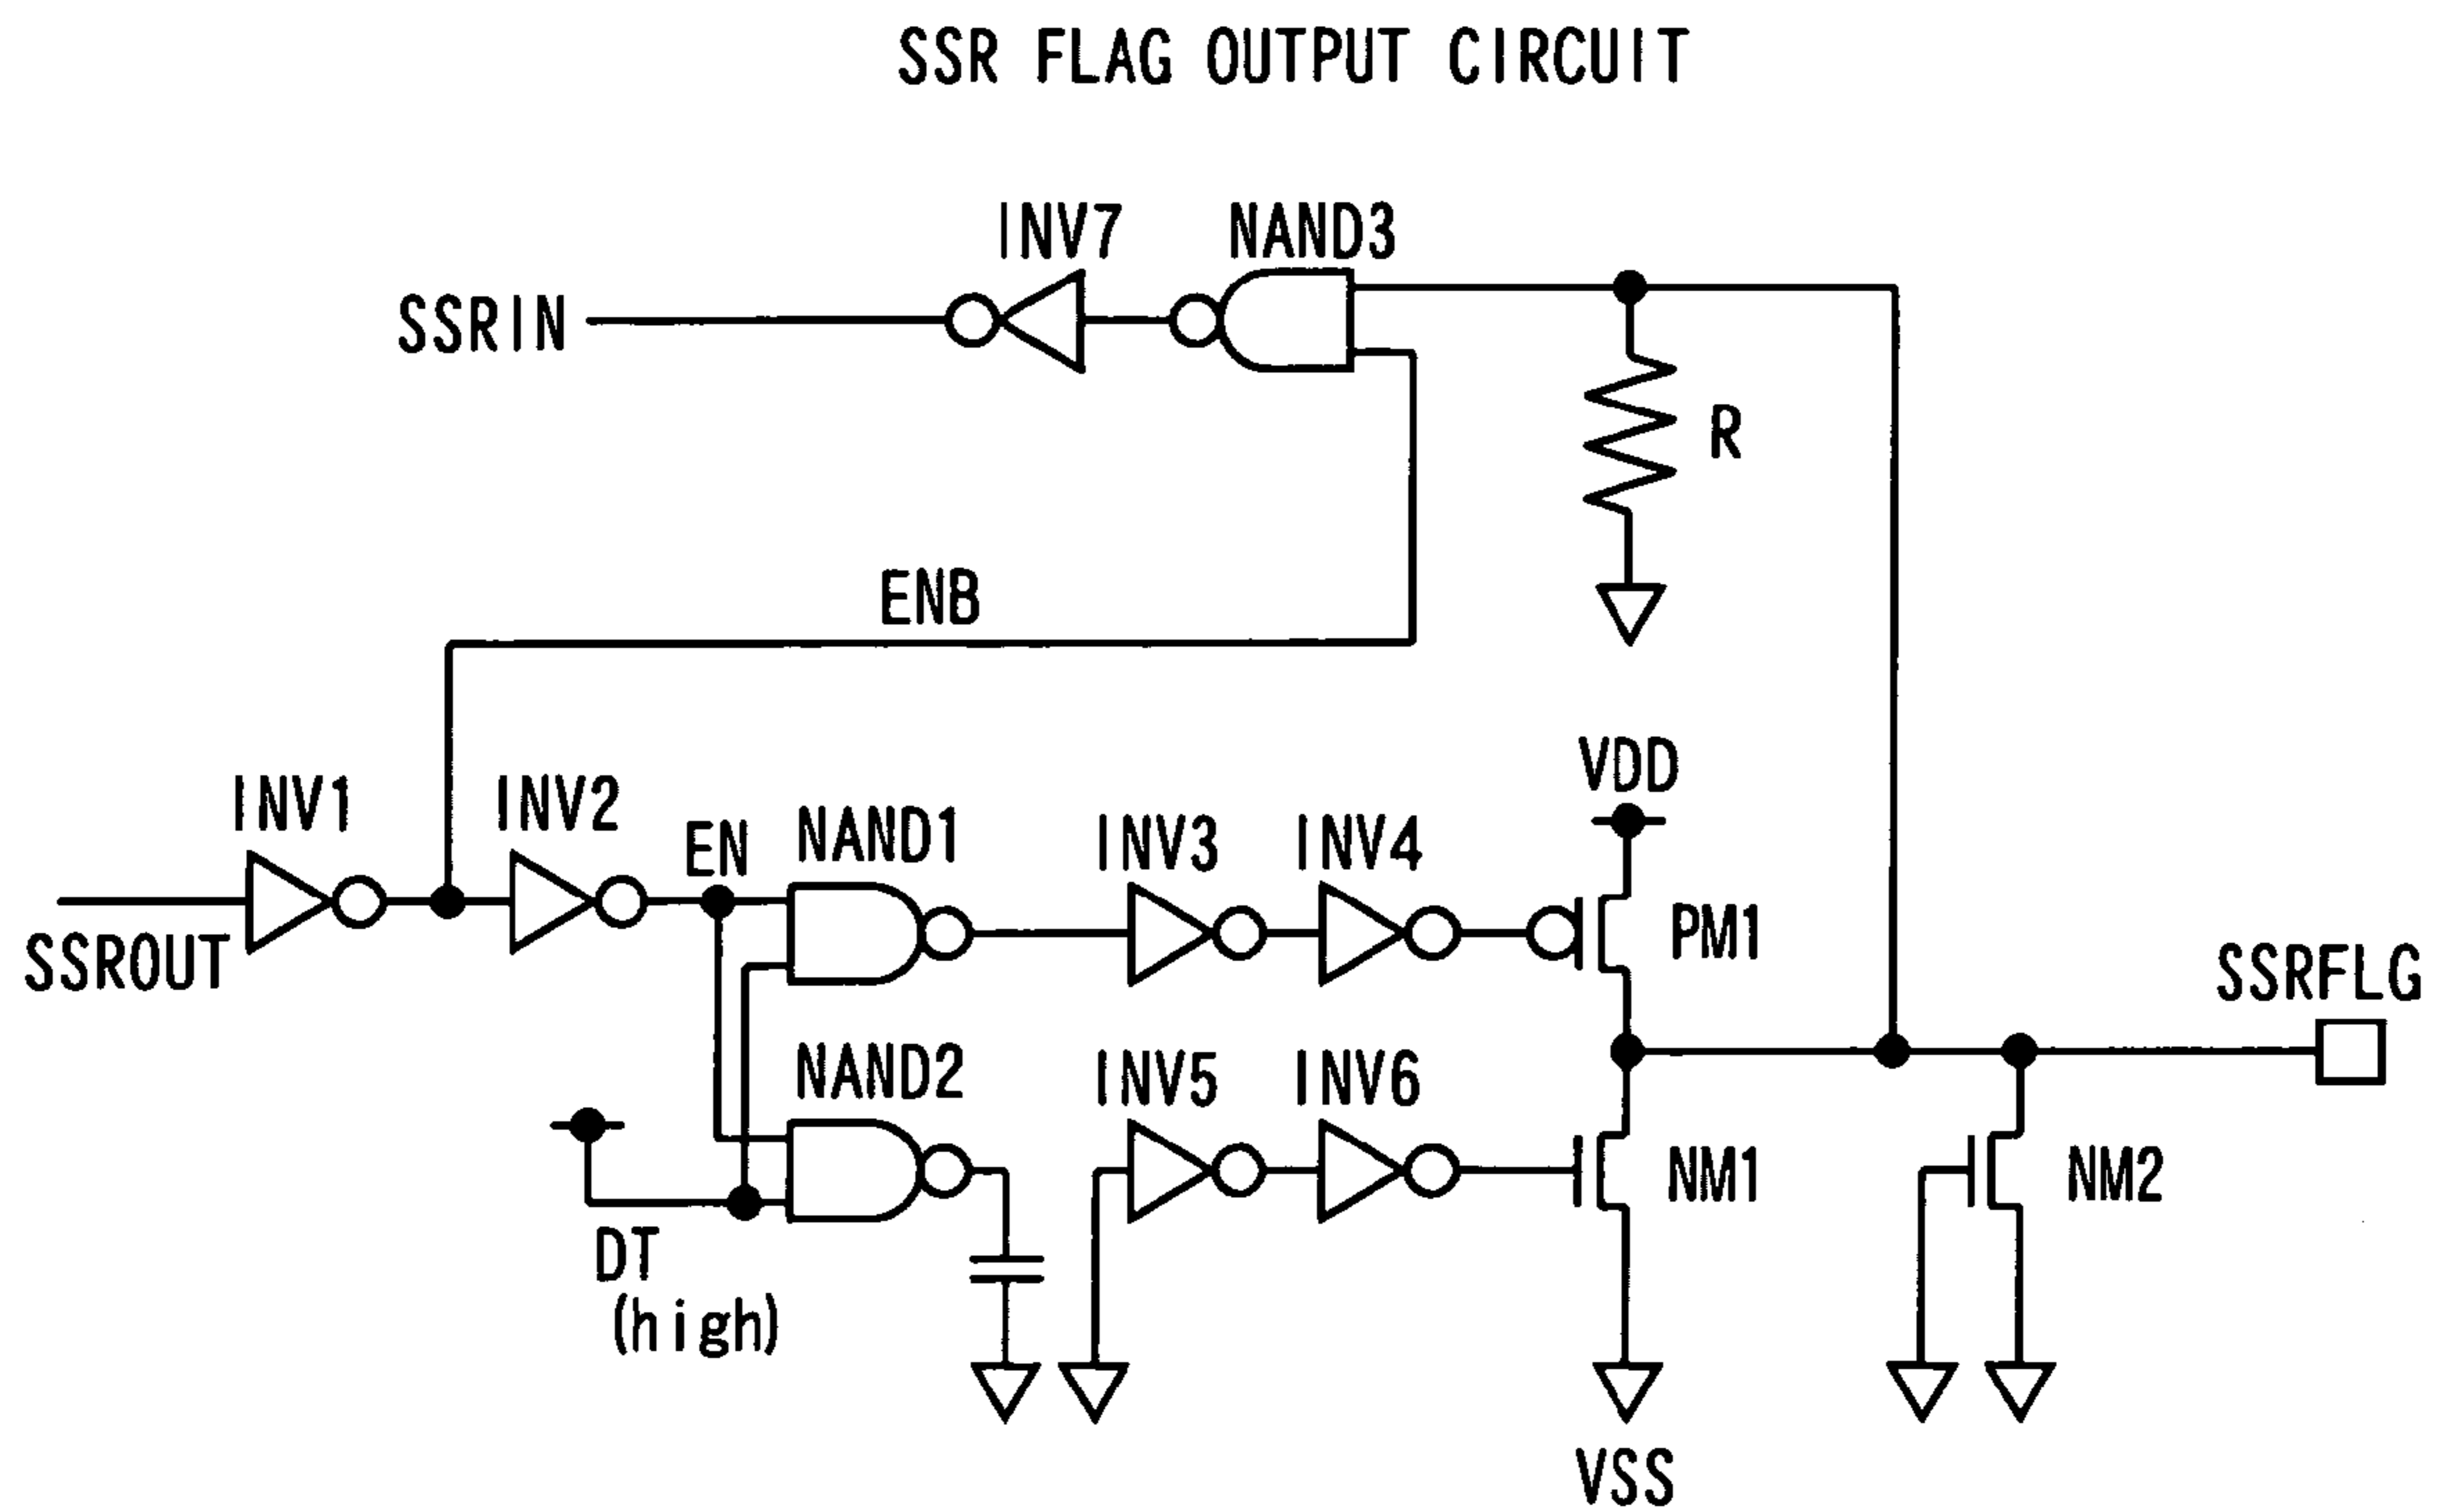 SSR FLAG OUTPUT CIRCUIT
INV7
NAND3
SSRIN
R
ENB
VDD
INV1
INV2
EN
NAND1
INV3
INV4
PM1
SSROUT
SSRFLG
NAND2
INV5
INV6
NM1
NM2
DT
(high)
VSS